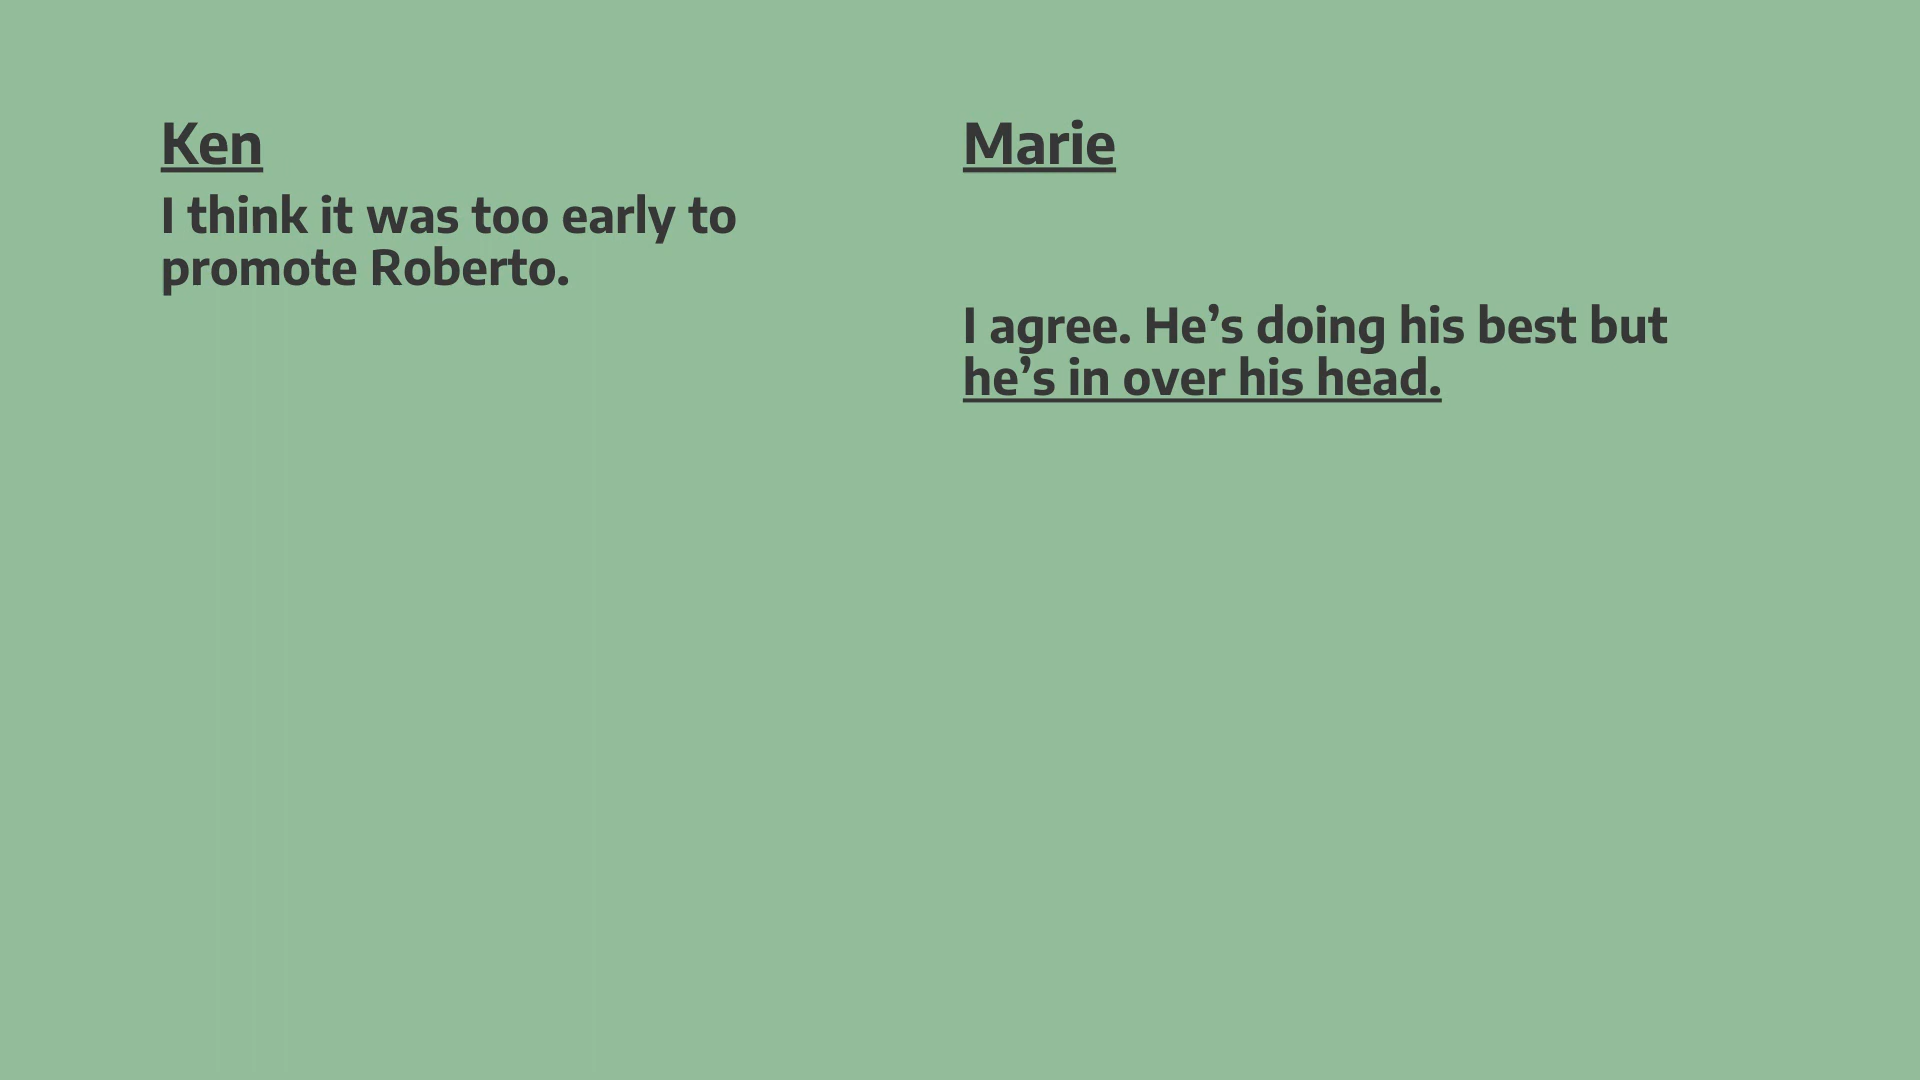 Ken
I think it was too early to
promote Roberto.
Marie
I agree. He’s doing his best but
he’s in over his head.